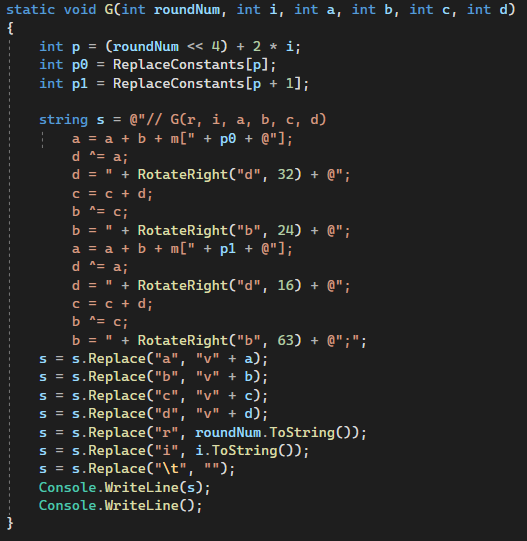 static void G(int roundNum, int i, int a, int b, int c, int d)
{
    int p = (roundNum << 4) + 2 * i;
    int p0 = ReplaceConstants[p];
    int p1 = ReplaceConstants[p + 1];

    string s = @"// G(r, i, a, b, c, d)
        a = a + b + m[" + p0 + @"];
        d ^= a;
        d = " + RotateRight("d", 32) + @";
        c = c + d;
        b ^= c;
        b = " + RotateRight("b", 24) + @";
        a = a + b + m[" + p1 + @"];
        d ^= a;
        d = " + RotateRight("d", 16) + @";
        c = c + d;
        b ^= c;
        b = " + RotateRight("b", 63) + @";";
    s = s.Replace("a", "v" + a);
    s = s.Replace("b", "v" + b);
    s = s.Replace("c", "v" + c);
    s = s.Replace("d", "v" + d);
    s = s.Replace("r", roundNum.ToString());
    s = s.Replace("i", i.ToString());
    s = s.Replace("\t", "");
    Console.WriteLine(s);
    Console.WriteLine();
}